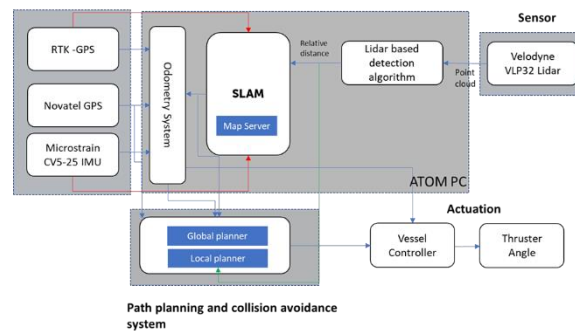 Sensor
RTK -GPS
Novatel GPS
Microstrain
CV5-25 IMU
Odometry System
SLAM
Map Server
Relative
distance
Lidar based
detection
algorithm
Point
cloud
Velodyne
VLP32 Lidar
ATOM PC
Actuation
Global planner
Local planner
Vessel
Controller
Thruster
Angle
Path planning and collision avoidance
system